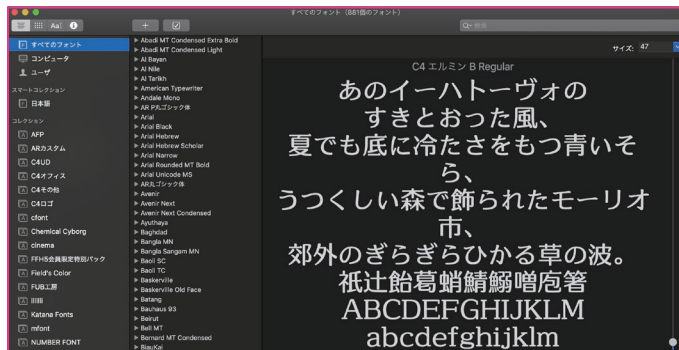 すべてのフォント（881個のフォント）
Aa1
検索
すべてのフォント
コンピュータ
ユーザ
スマートコレクション
日本語
コレクション
AFP
ARカスタム
C4UD
C4オフィス
C4その他
C4ロゴ
cfont
Chemical Cyborg
cinema
FFH5会員限定特別パック
Field's Color
FUB工房
Katana Fonts
mfont
NUMBER FONT
Abadi MT Condensed Extra Bold
Abadi MT Condensed Light
Al Bayan
Al Nile
Al Tarikh
American Typewriter
Andale Mono
AR P丸ゴシック体
Arial
Arial Black
Arial Hebrew
Arial Hebrew Scholar
Arial Narrow
Arial Rounded MT Bold
Arial Unicode MS
AR丸ゴシック体
Avenir
Avenir Next
Avenir Next Condensed
Ayuthaya
Baghdad
Bangla MN
Bangla Sangam MN
Baoli SC
Baoli TC
Baskerville
Baskerville Old Face
Batang
Bauhaus 93
Beirut
Bell MT
Bernard MT Condensed
BiauKai
サイズ: 47
C4 エルミン B Regular
あのイーハトーヴォの
すきとおった風、
夏でも底に冷たさをもつ青いそ
ら、
うつくしい森で飾られたモーリオ
市、
郊外のぎらぎらひかる草の波。
祇辻飴葛蛸鯖鰯噌庖箸
ABCDEFGHIJKLM
abcdefghijklm